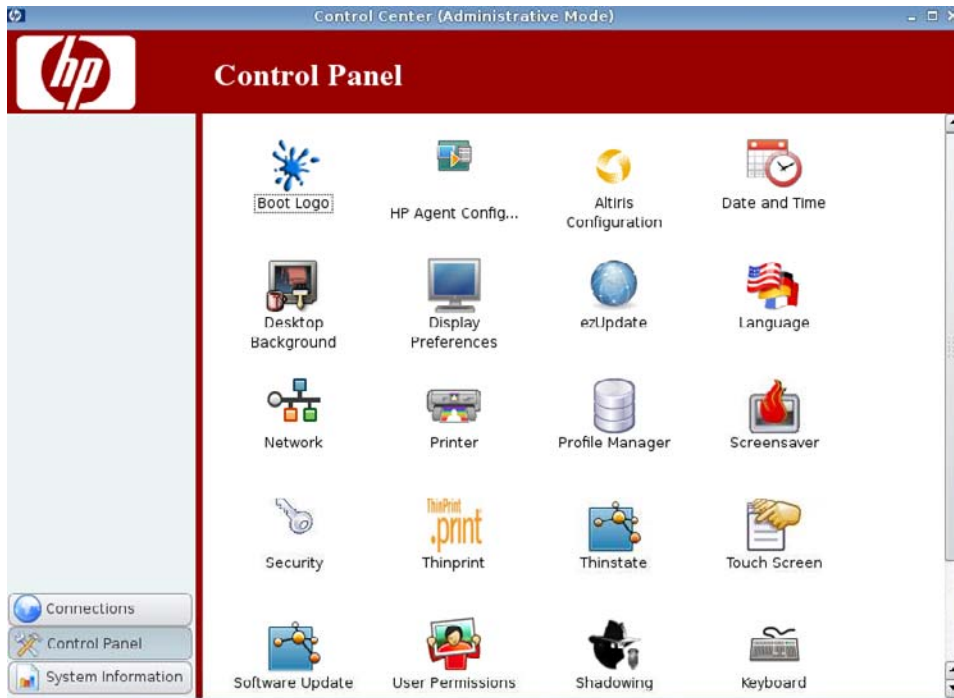 Control Center (Administrative Mode)
hp
Control Panel
Boot Logo
HP Agent Config...
Altiris
Configuration
Date and Time
Desktop
Background
Display
Preferences
ezUpdate
Language
Network
Printer
Profile Manager
Screensaver
Security
ThinPrint
.print
Thinprint
Thinstate
Touch Screen
Software Update
User Permissions
Shadowing
Keyboard
Connections
Control Panel
System Information